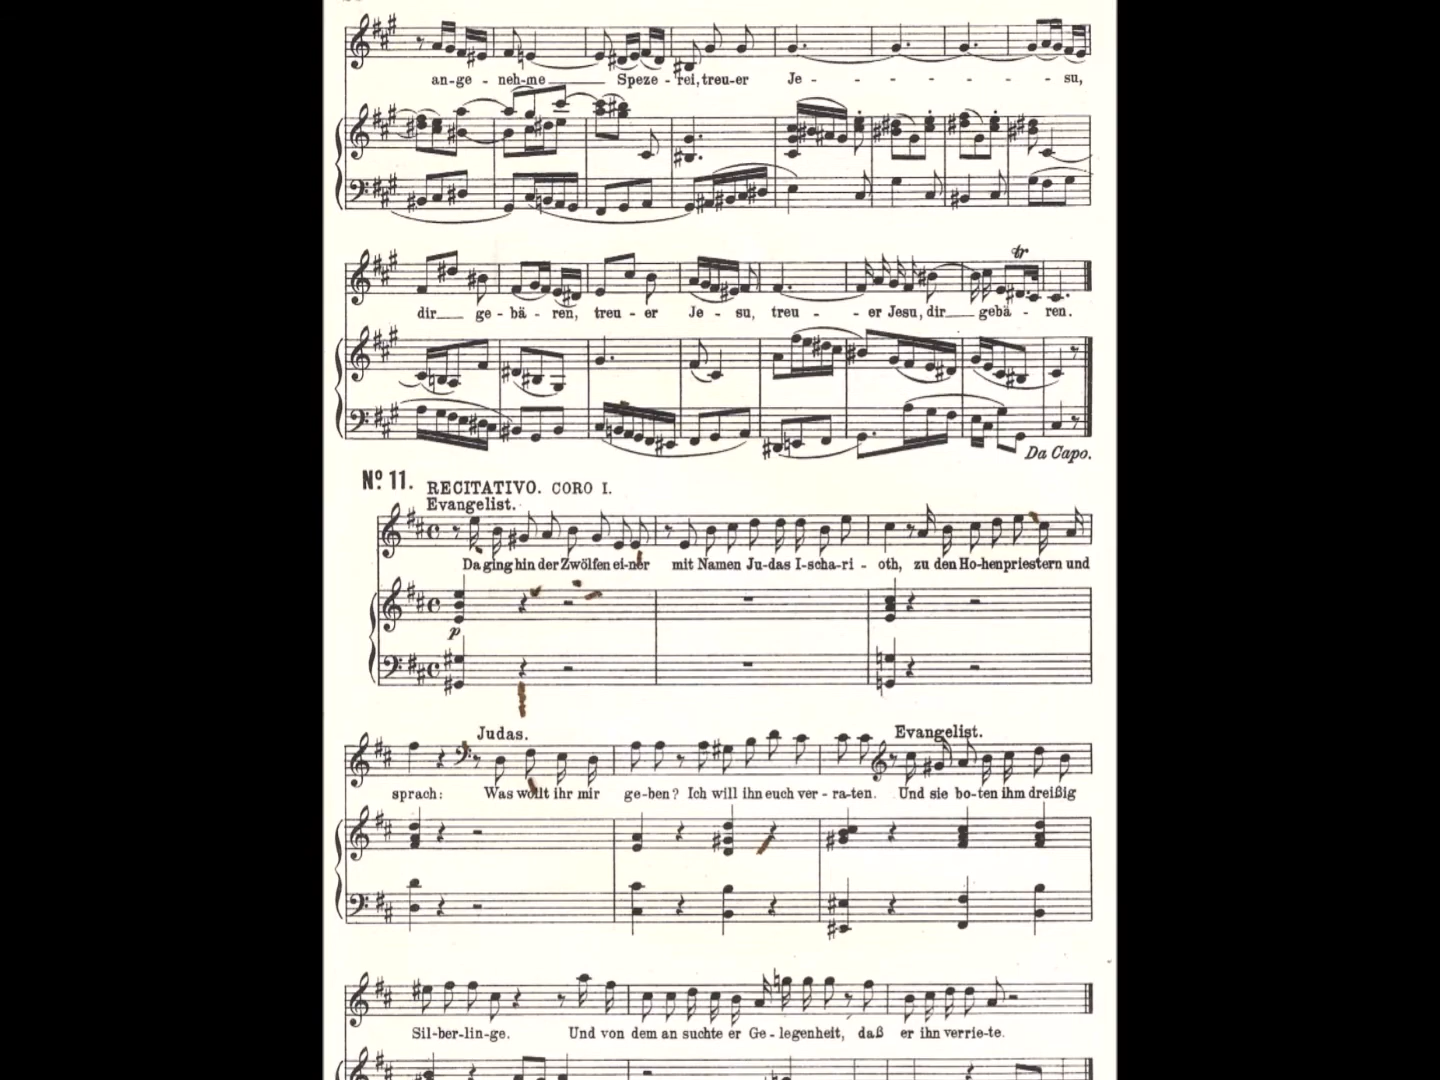 an-ge - neh-me Speze - rei, treu-er Je - - - - - - - - su,
tr
dir ge - bä - ren, treu - er Je - su, treu - - er Jesu, dir gebä - ren.
Da Capo.
No. 11. RECITATIVO. CORO I.
Evangelist.
Da ging hin der Zwölfen ei-ner mit Namen Ju-das I-scha-ri - oth, zu den Ho-henpriestern und
p
Judas. Evangelist.
sprach: Was wollt ihr mir ge-ben? Ich will ihn euch ver - ra-ten. Und sie bo-ten ihm dreißig
Sil-ber-lin-ge. Und von dem an suchte er Ge - legenheit, daß er ihn verrie-te.